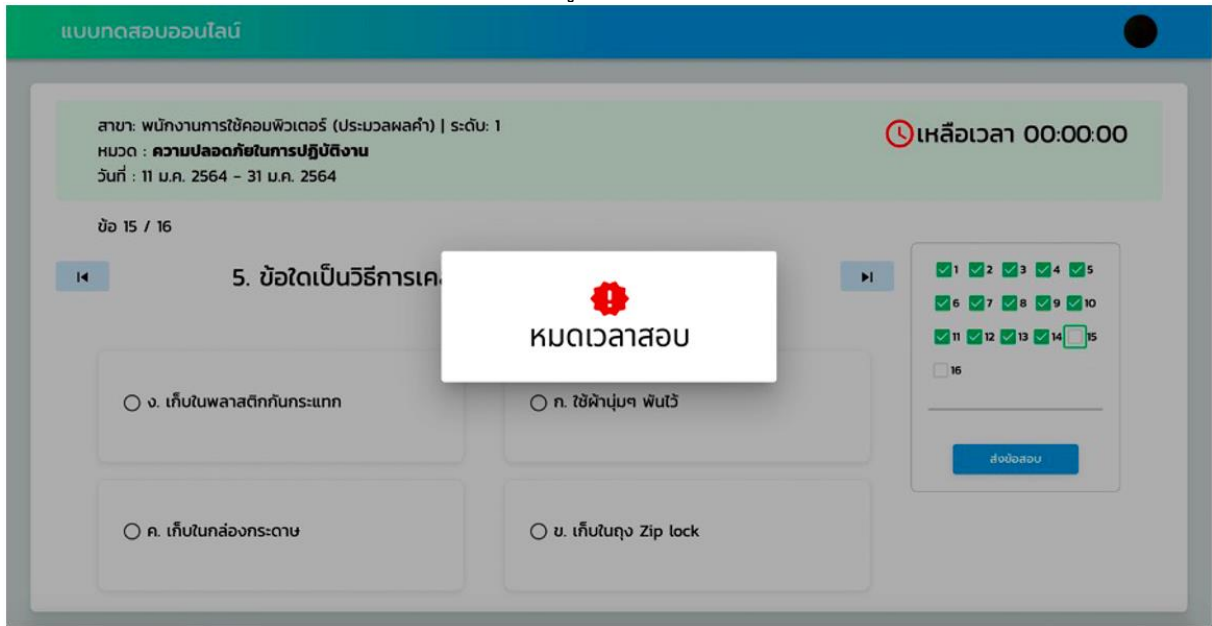 แบบทดสอบออนไลน์
สาขา: พนักงานการใช้คอมพิวเตอร์ (ประมวลผลคำ) | ระดับ: 1
หมวด : ความปลอดภัยในการปฏิบัติงาน
วันที่ : 11 ม.ค. 2564 - 31 ม.ค. 2564
เหลือเวลา 00:00:00
ข้อ 15 / 16
5. ข้อใดเป็นวิธีการเค
หมดเวลาสอบ
ง. เก็บในพลาสติกกันกระแทก
ก. ใช้ผ้านุ่มๆ พันไว้
ค. เก็บในกล่องกระดาษ
ข. เก็บในถุง Zip lock
1 2 3 4 5
6 7 8 9 10
11 12 13 14 15
16
ส่งข้อสอบ